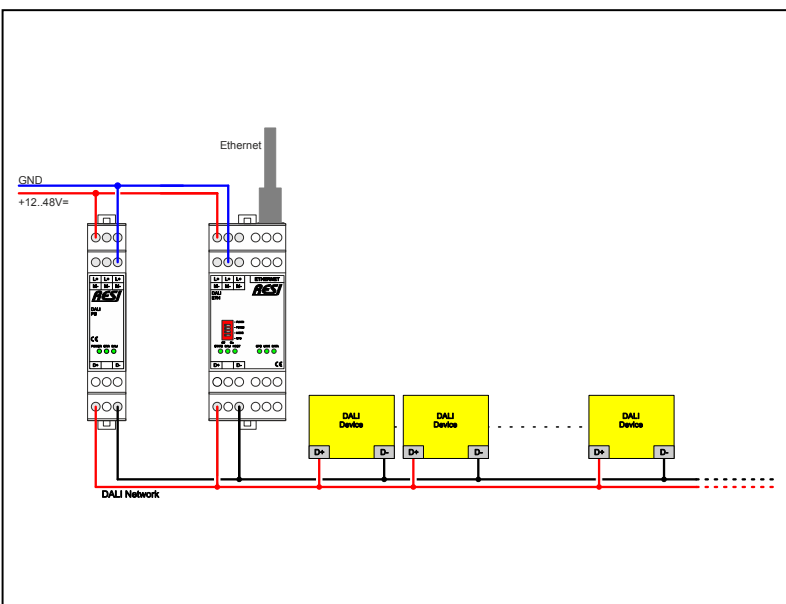 Ethernet
GND
+12..48V=
L+ L+ L+
M- M- M-
RESI
DALI
PS
D+ D-
L+ L+ L+ ETHERNET
M- M- M-
RESI
DALI
ETH
D+ D-
DALI
Device
D+ D-
DALI
Device
D+ D-
DALI
Device
D+ D-
DALI Network